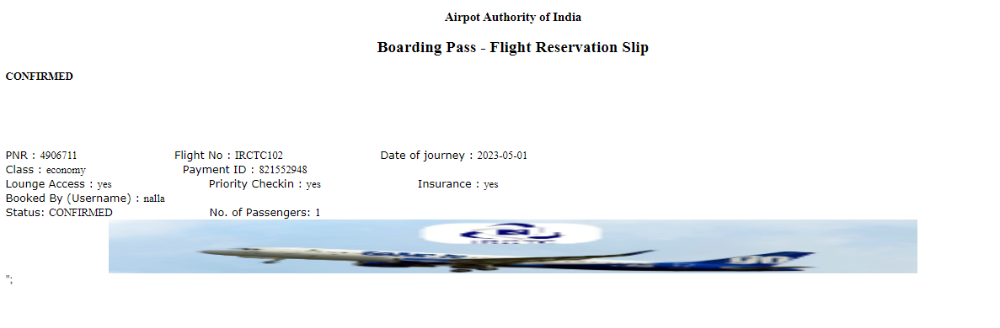 Airpot Authority of India
Boarding Pass - Flight Reservation Slip
CONFIRMED
PNR : 4906711 Flight No : IRCTC102 Date of journey : 2023-05-01
Class : economy Payment ID : 821552948
Lounge Access : yes Priority Checkin : yes Insurance : yes
Booked By (Username) : nalla
Status: CONFIRMED No. of Passengers: 1
";